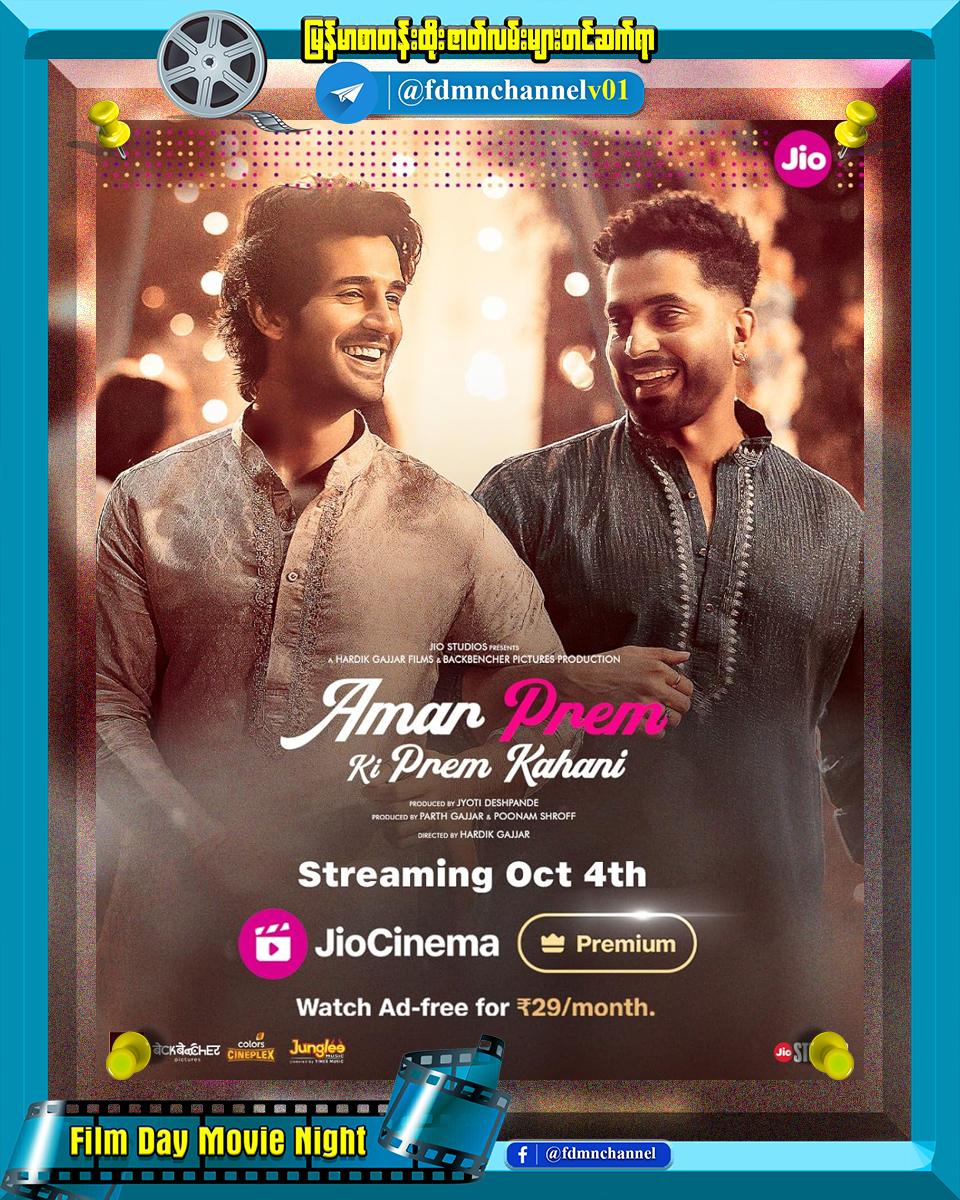 မြန်မာစာတန်းထိုးဇာတ်လမ်းများတင်ဆက်ရာ
@fdmnchannelv01
Jio
JIO STUDIOS PRESENTS
A HARDIK GAJJAR FILMS & BACKBENCHER PICTURES PRODUCTION
Amar Prem
Ki Prem Kahani
PRODUCED BY JYOTI DESHPANDE
PRODUCED BY PARTH GAJJAR & POONAM SHROFF
DIRECTED BY HARDIK GAJJAR
Streaming Oct 4th
JioCinema Premium
Watch Ad-free for ₹29/month.
pictures colors CINEPLEX Junglee MUSIC Jio ST
Film Day Movie Night
f @fdmnchannel